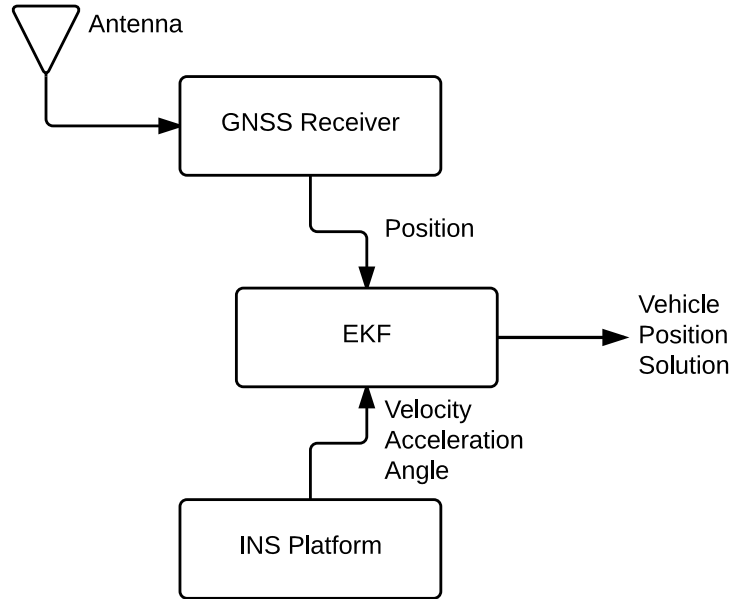 Antenna
GNSS Receiver
Position
EKF
Vehicle
Position
Solution
Velocity
Acceleration
Angle
INS Platform